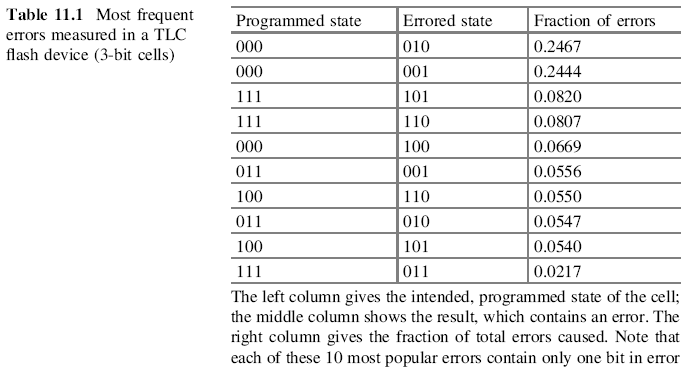 Table 11.1 Most frequent
errors measured in a TLC
flash device (3-bit cells)
Programmed state Errored state Fraction of errors
000 010 0.2467
000 001 0.2444
111 101 0.0820
111 110 0.0807
000 100 0.0669
011 001 0.0556
100 110 0.0550
011 010 0.0547
100 101 0.0540
111 011 0.0217
The left column gives the intended, programmed state of the cell;
the middle column shows the result, which contains an error. The
right column gives the fraction of total errors caused. Note that
each of these 10 most popular errors contain only one bit in error